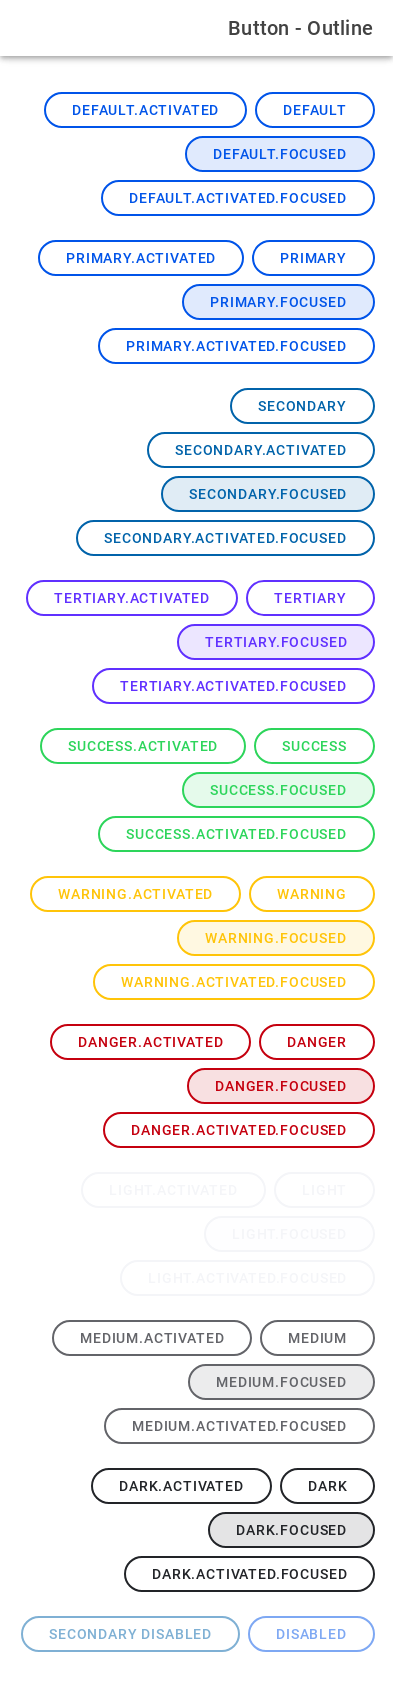 Button - Outline
DEFAULT.ACTIVATED DEFAULT
DEFAULT.FOCUSED
DEFAULT.ACTIVATED.FOCUSED
PRIMARY.ACTIVATED PRIMARY
PRIMARY.FOCUSED
PRIMARY.ACTIVATED.FOCUSED
SECONDARY
SECONDARY.ACTIVATED
SECONDARY.FOCUSED
SECONDARY.ACTIVATED.FOCUSED
TERTIARY.ACTIVATED TERTIARY
TERTIARY.FOCUSED
TERTIARY.ACTIVATED.FOCUSED
SUCCESS.ACTIVATED SUCCESS
SUCCESS.FOCUSED
SUCCESS.ACTIVATED.FOCUSED
WARNING.ACTIVATED WARNING
WARNING.FOCUSED
WARNING.ACTIVATED.FOCUSED
DANGER.ACTIVATED DANGER
DANGER.FOCUSED
DANGER.ACTIVATED.FOCUSED
LIGHT.ACTIVATED LIGHT
LIGHT.FOCUSED
LIGHT.ACTIVATED.FOCUSED
MEDIUM.ACTIVATED MEDIUM
MEDIUM.FOCUSED
MEDIUM.ACTIVATED.FOCUSED
DARK.ACTIVATED DARK
DARK.FOCUSED
DARK.ACTIVATED.FOCUSED
SECONDARY DISABLED DISABLED